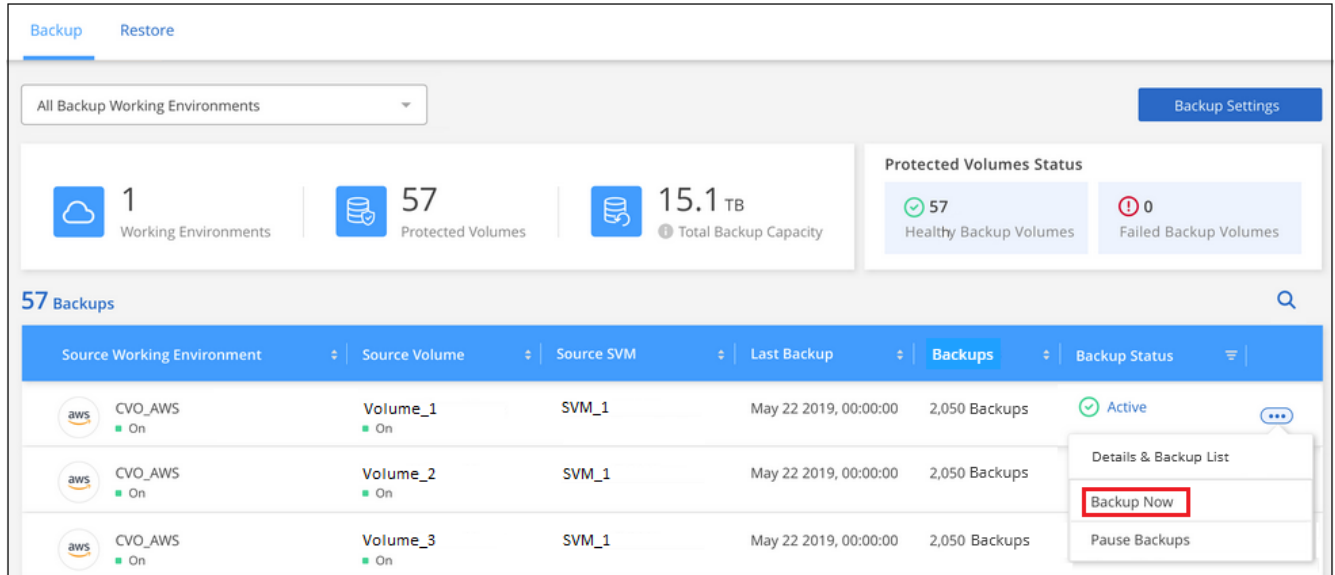 Backup Restore
All Backup Working Environments
Backup Settings
1
Working Environments
57
Protected Volumes
15.1 TB
Total Backup Capacity
Protected Volumes Status
57
Healthy Backup Volumes
0
Failed Backup Volumes
57 Backups
Source Working Environment Source Volume Source SVM Last Backup Backups Backup Status
aws CVO_AWS Volume_1 SVM_1 May 22 2019, 00:00:00 2,050 Backups Active
On On
Details & Backup List
aws CVO_AWS Volume_2 SVM_1 May 22 2019, 00:00:00 2,050 Backups
On On
Backup Now
Pause Backups
aws CVO_AWS Volume_3 SVM_1 May 22 2019, 00:00:00 2,050 Backups
On On